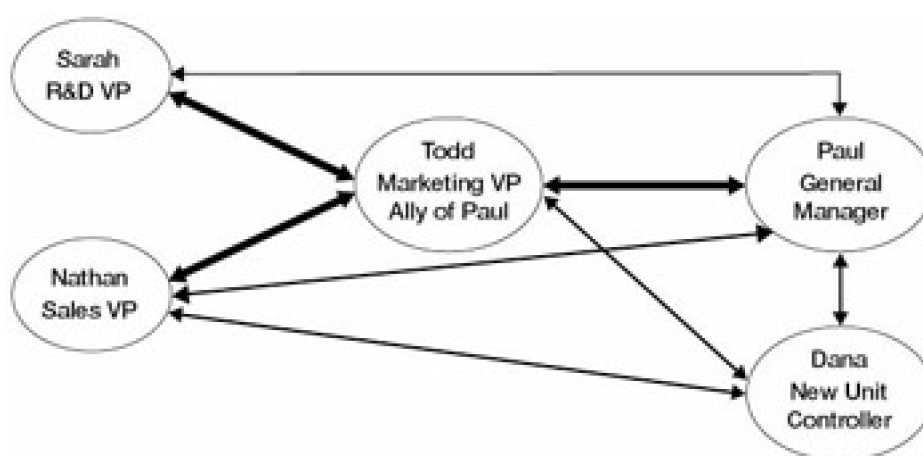 Sarah
R&D VP
Todd
Marketing VP
Ally of Paul
Paul
General
Manager
Nathan
Sales VP
Dana
New Unit
Controller